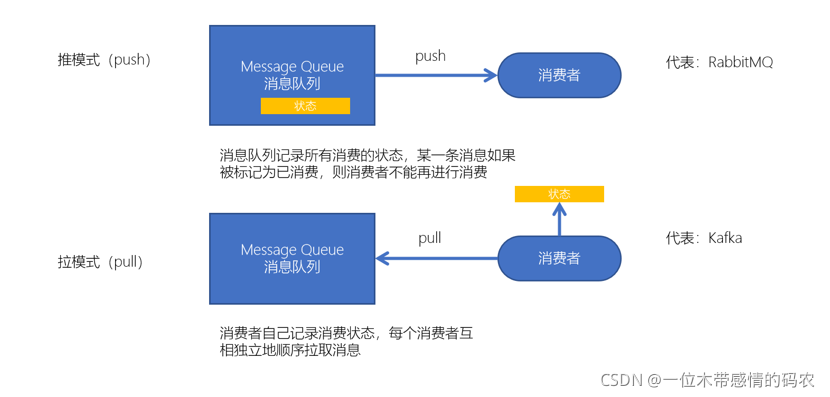 推模式（push）
Message Queue
消息队列
状态
push
消费者
代表：RabbitMQ
消息队列记录所有消费的状态，某一条消息如果
被标记为已消费，则消费者不能再进行消费
状态
拉模式（pull）
Message Queue
消息队列
pull
消费者
代表：Kafka
消费者自己记录消费状态，每个消费者互
相独立地顺序拉取消息
CSDN @一位木带感情的码农